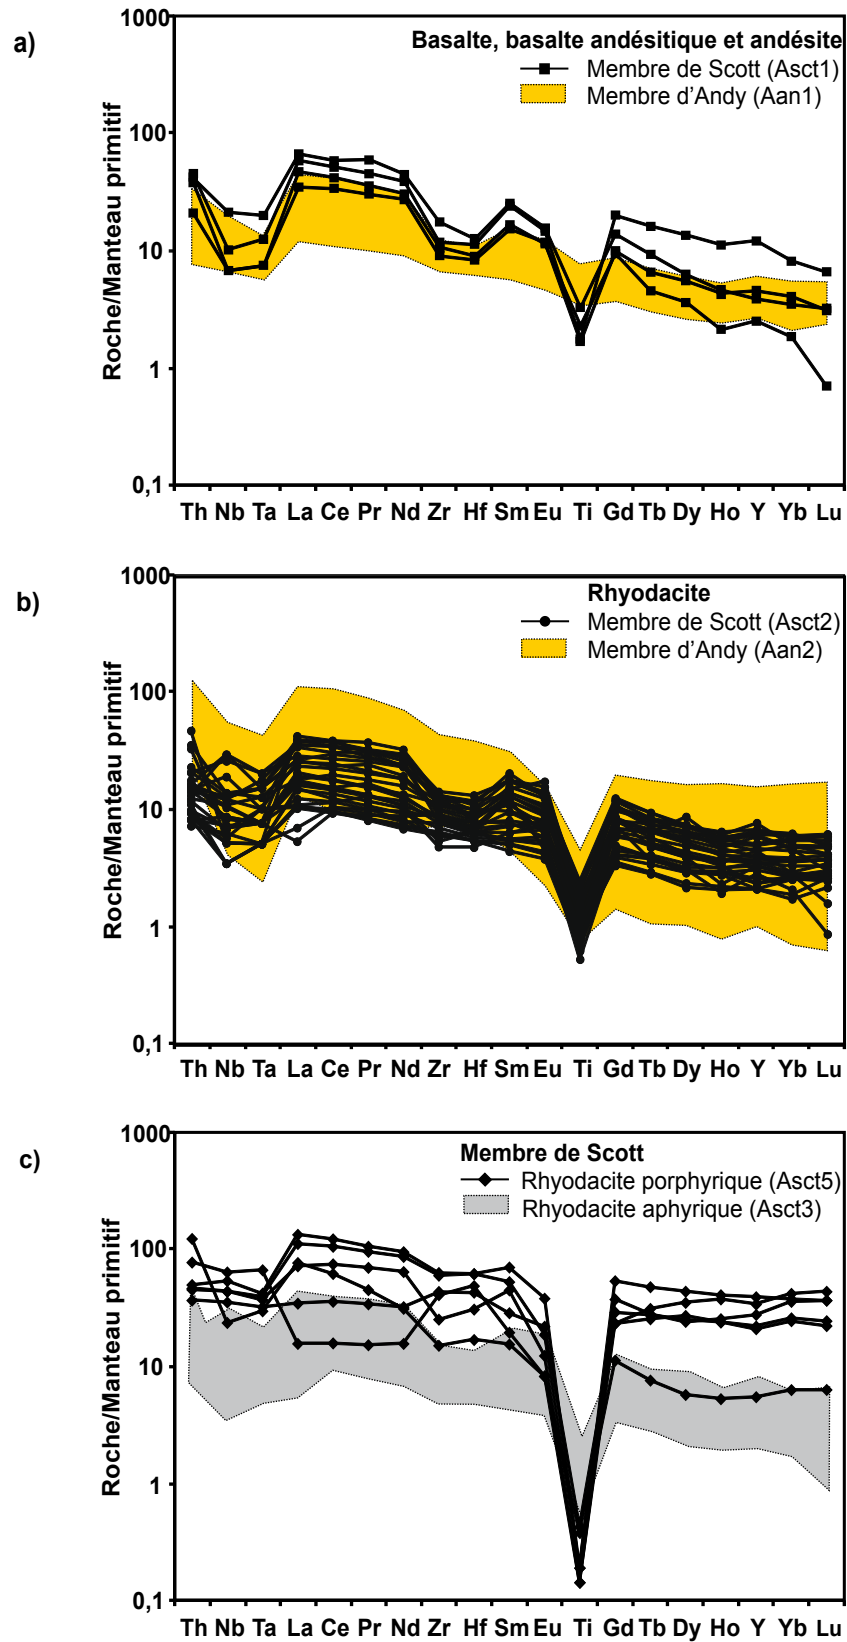 a)
Basalte, basalte andésitique et andésite
Membre de Scott (Asct1)
Membre d'Andy (Aan1)
Roche/Manteau primitif
1000
100
10
1
0,1
Th Nb Ta La Ce Pr Nd Zr Hf Sm Eu Ti Gd Tb Dy Ho Y Yb Lu
b)
Rhyodacite
Membre de Scott (Asct2)
Membre d'Andy (Aan2)
Roche/Manteau primitif
1000
100
10
1
0,1
Th Nb Ta La Ce Pr Nd Zr Hf Sm Eu Ti Gd Tb Dy Ho Y Yb Lu
c)
Membre de Scott
Rhyodacite porphyrique (Asct5)
Rhyodacite aphyrique (Asct3)
Roche/Manteau primitif
1000
100
10
1
0,1
Th Nb Ta La Ce Pr Nd Zr Hf Sm Eu Ti Gd Tb Dy Ho Y Yb Lu